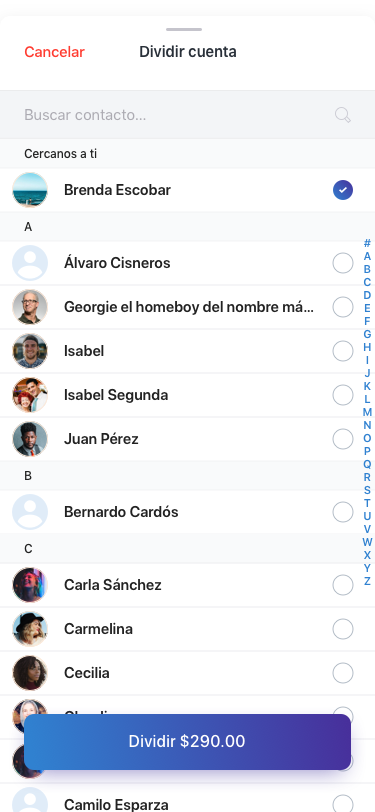 Cancelar
Dividir cuenta
Buscar contacto...
Cercanos a ti
Brenda Escobar
A
Álvaro Cisneros
Georgie el homeboy del nombre má...
Isabel
Isabel Segunda
Juan Pérez
B
Bernardo Cardós
C
Carla Sánchez
Carmelina
Cecilia
Dividir $290.00
Camilo Esparza
#
A
B
C
D
E
F
G
H
I
J
K
L
M
N
O
P
Q
R
S
T
U
V
W
X
Y
Z